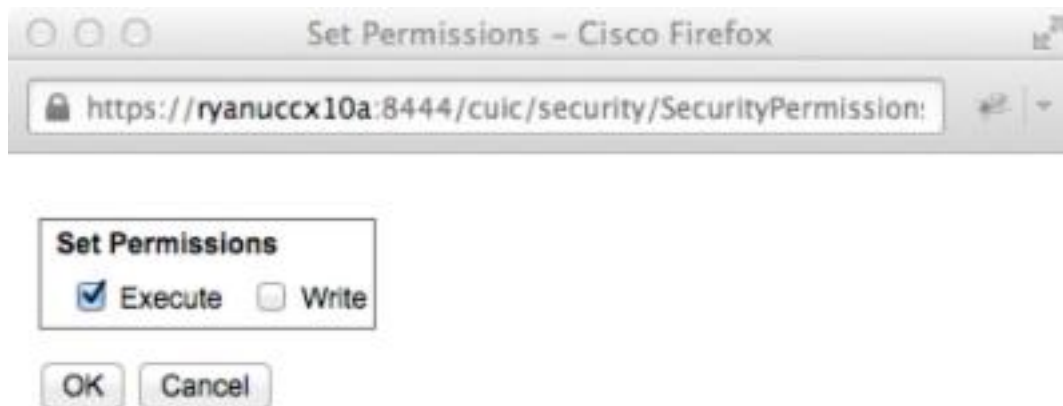 Set Permissions – Cisco Firefox
https://ryanuccx10a:8444/cuic/security/SecurityPermission:
Set Permissions
Execute Write
OK Cancel